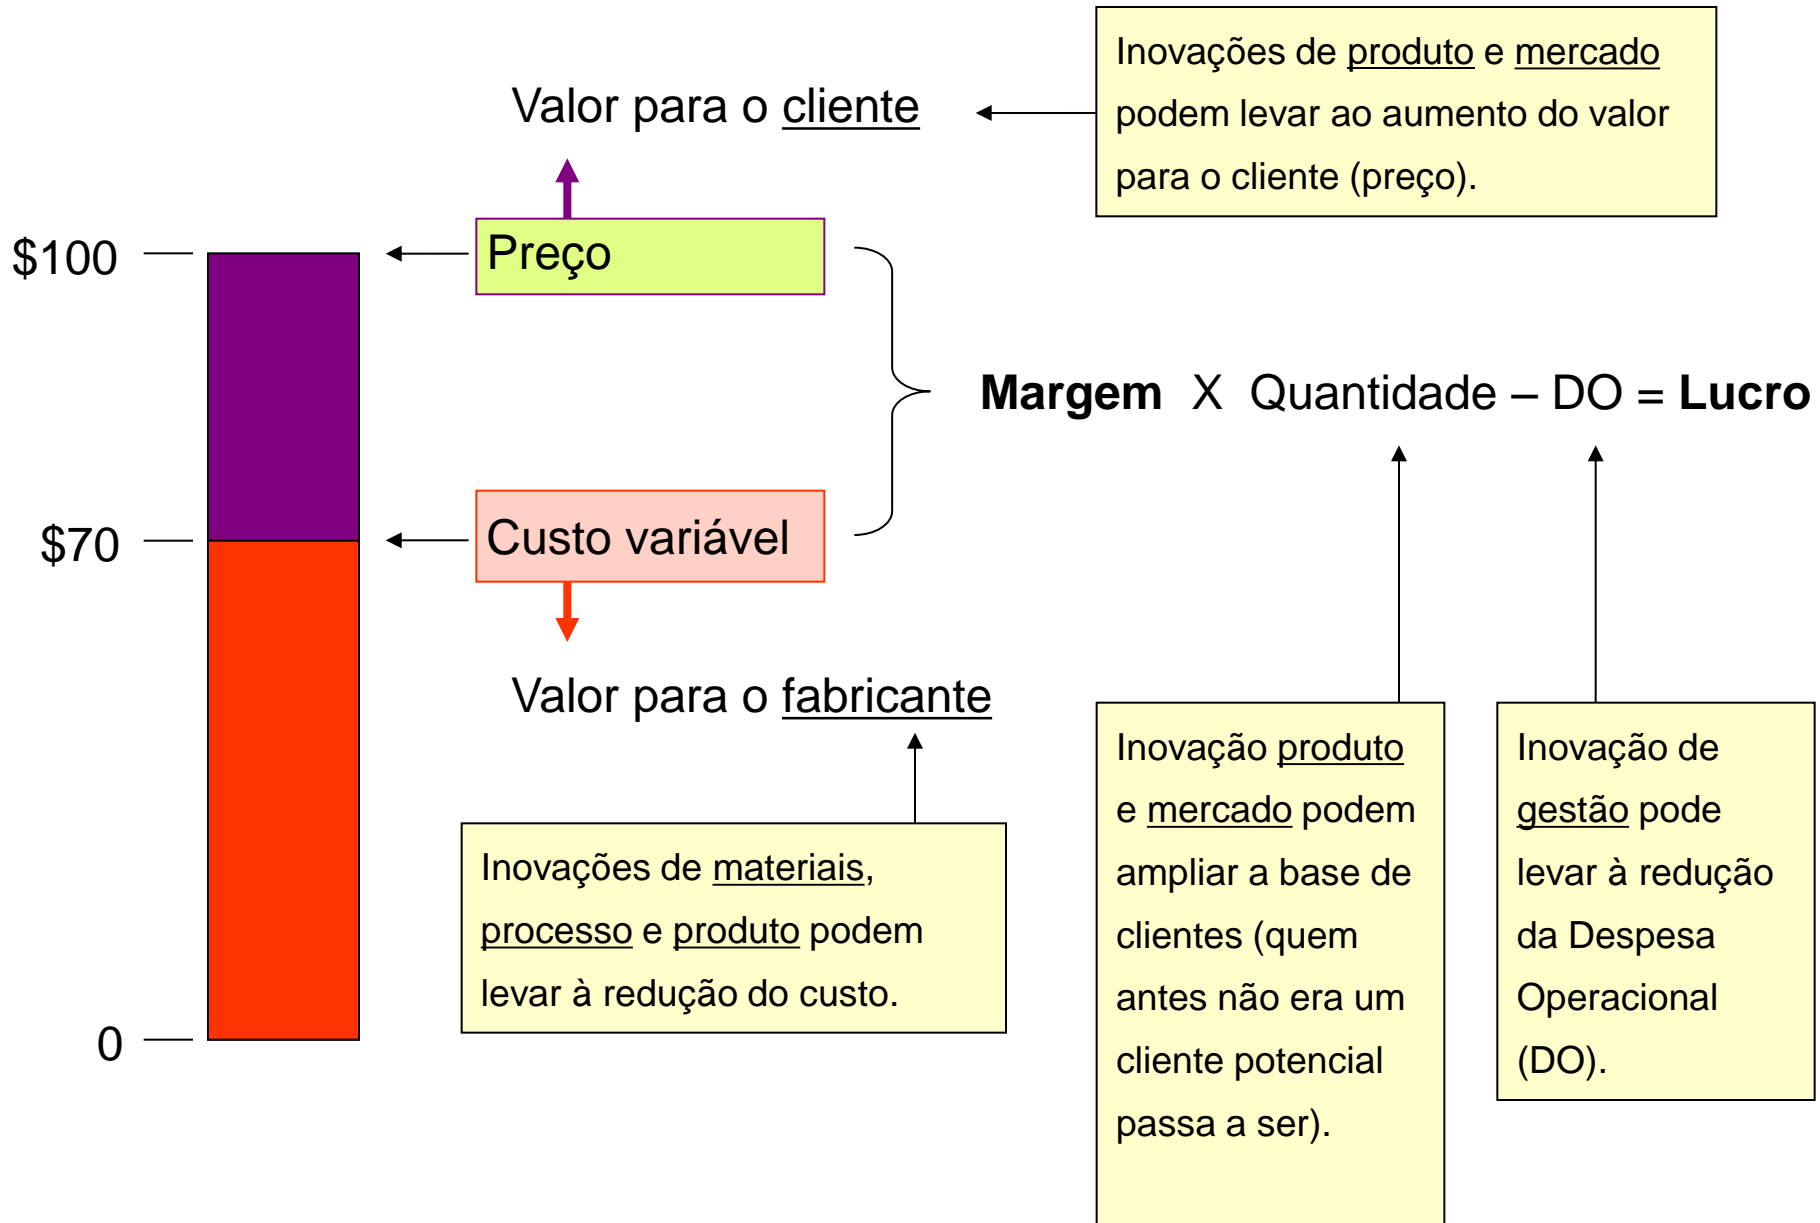 Inovações de produto e mercado
podem levar ao aumento do valor
para o cliente (preço).
Valor para o cliente
$100
Preço
Margem X Quantidade – DO = Lucro
$70
Custo variável
Valor para o fabricante
Inovações de materiais,
processo e produto podem
levar à redução do custo.
0
Inovação produto
e mercado podem
ampliar a base de
clientes (quem
antes não era um
cliente potencial
passa a ser).
Inovação de
gestão pode
levar à redução
da Despesa
Operacional
(DO).